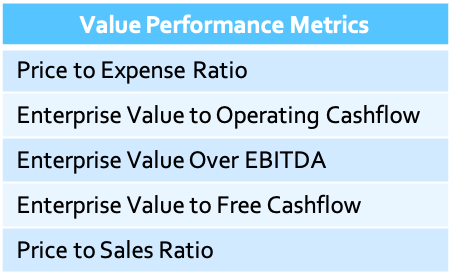 Value Performance Metrics
Price to Expense Ratio
Enterprise Value to Operating Cashflow
Enterprise Value Over EBITDA
Enterprise Value to Free Cashflow
Price to Sales Ratio